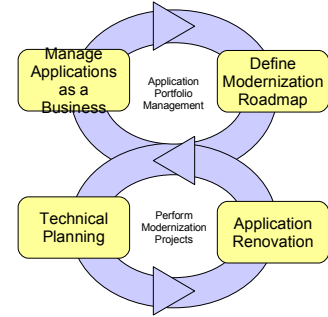 Manage
Applications
as a
Business
Application
Portfolio
Management
Define
Modernization
Roadmap
Technical
Planning
Perform
Modernization
Projects
Application
Renovation